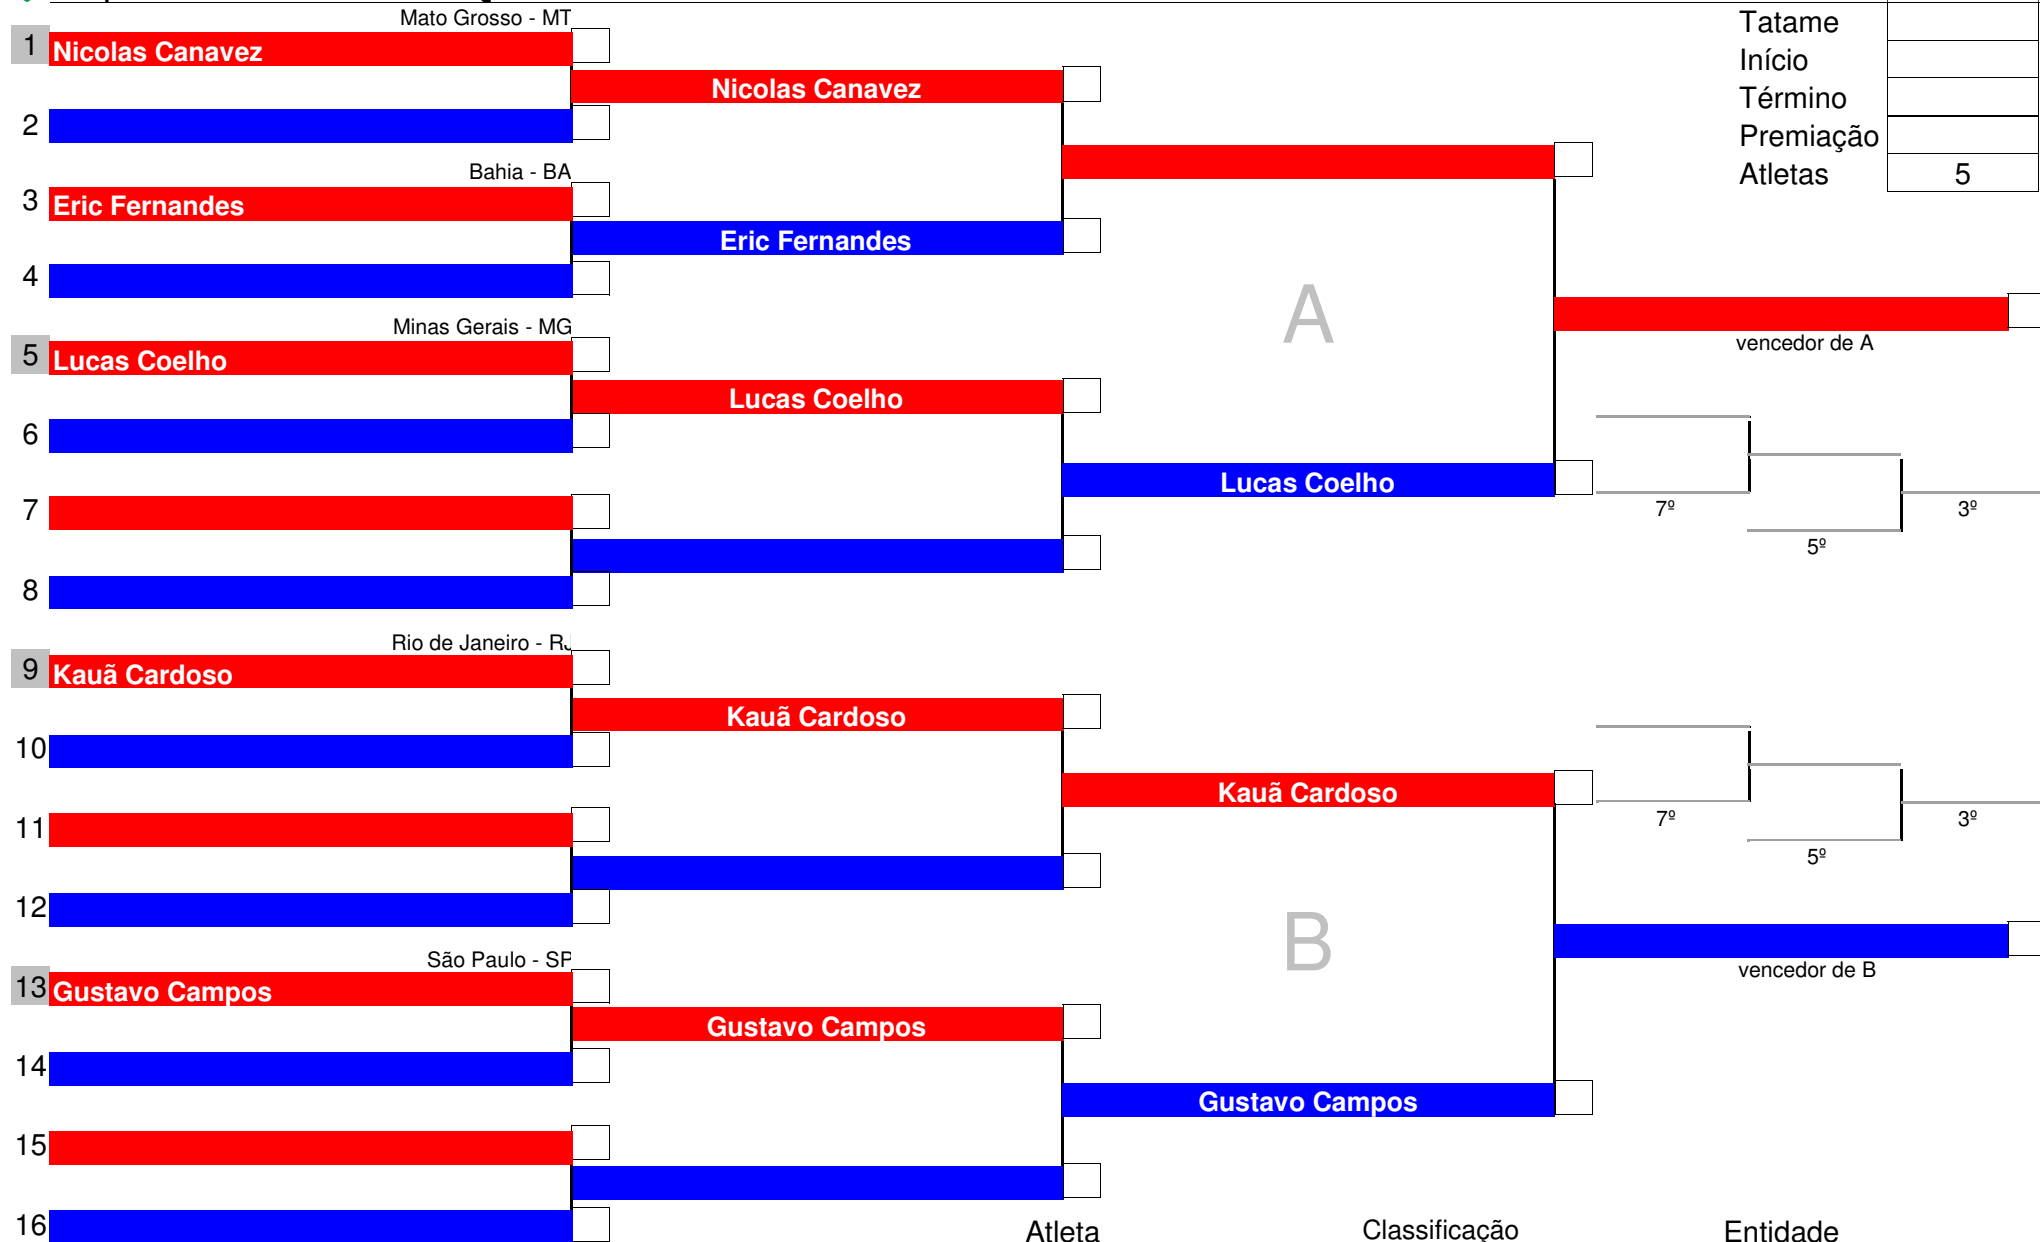 Mato Grosso - MT
1 Nicolas Canavez
Nicolas Canavez
2
Tatame
Início
Término
Premiação
Atletas 5
Bahia - BA
3 Eric Fernandes
Eric Fernandes
4
A
Minas Gerais - MG
5 Lucas Coelho
vencedor de A
Lucas Coelho
6
Lucas Coelho
7
7º
3º
5º
8
Rio de Janeiro - RJ
9 Kauã Cardoso
Kauã Cardoso
10
Kauã Cardoso
11
7º
3º
5º
12
B
São Paulo - SP
vencedor de B
13 Gustavo Campos
Gustavo Campos
14
Gustavo Campos
15
16
Atleta Classificação Entidade